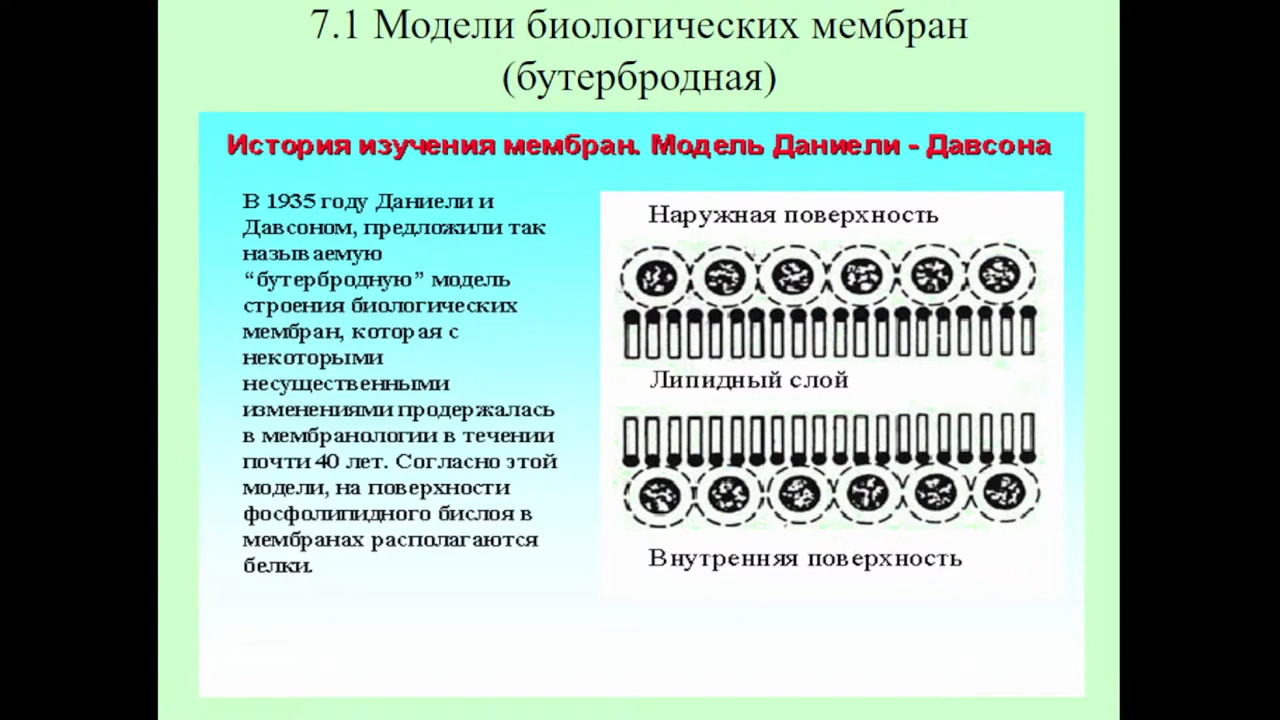 7.1 Модели биологических мембран
(бутербродная)
История изучения мембран. Модель Даниели - Давсона
В 1935 году Даниели и
Давсоном, предложили так
называемую
“бутербродную” модель
строения биологических
мембран, которая с
некоторыми
несущественными
изменениями продержалась
в мембранологии в течении
почти 40 лет. Согласно этой
модели, на поверхности
фосфолипидного бислоя в
мембранах располагаются
белки.
Наружная поверхность
Липидный слой
Внутренняя поверхность